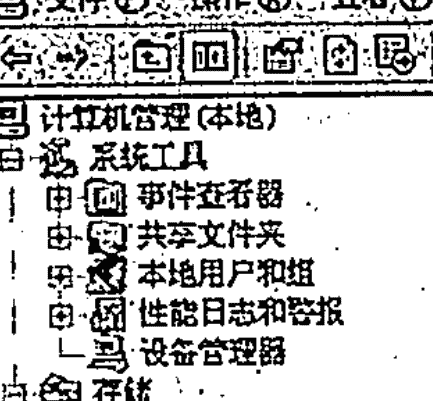 计算机管理(本地)
系统工具
事件查看器
共享文件夹
本地用户和组
性能日志和警报
设备管理器
存储